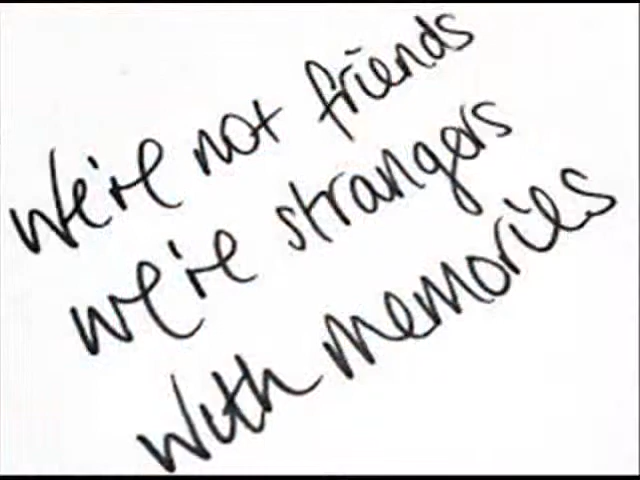 We're not friends
we're strangers
with memories